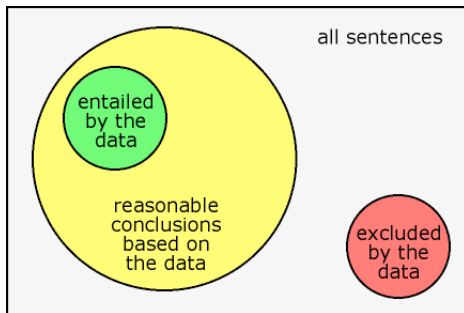 all sentences
entailed
by the
data
reasonable
conclusions
based on
the data
excluded
by the
data